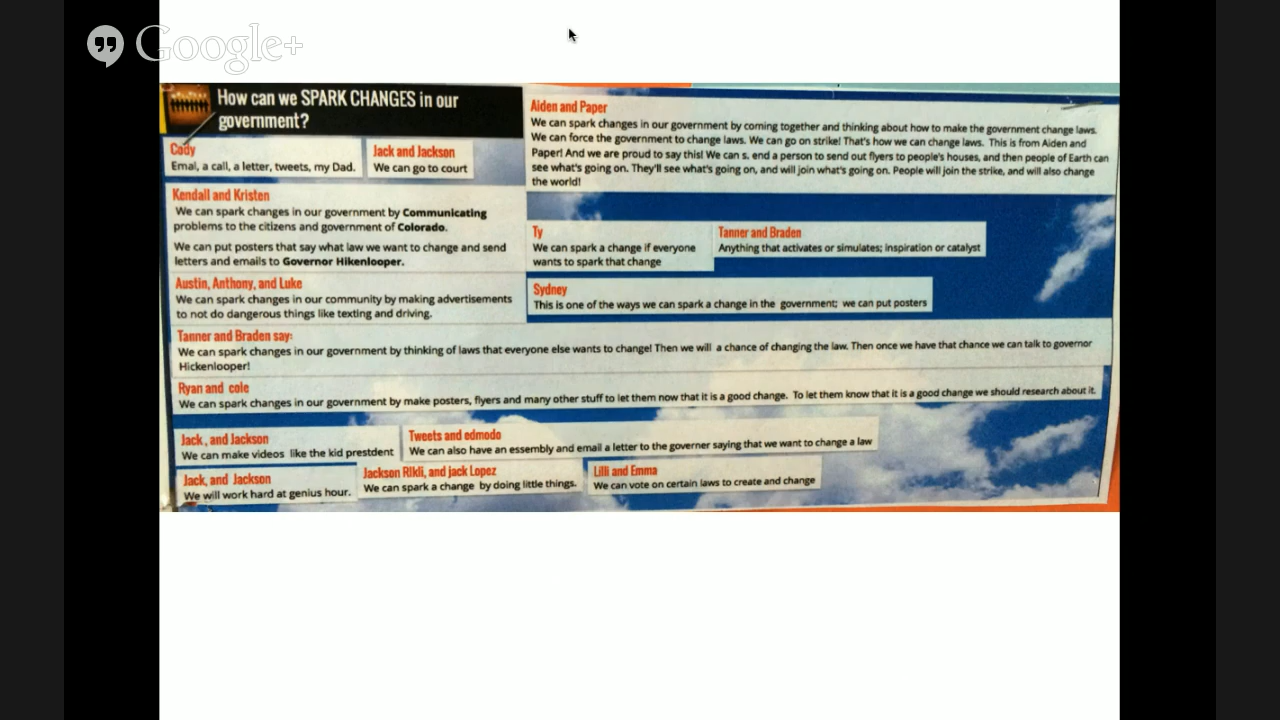 Google+
How can we SPARK CHANGES in our
government?
Cody
Emal, a call, a letter, tweets, my Dad.
Jack and Jackson
We can go to court
Aiden and Paper
We can spark changes in our government by coming together and thinking about how to make the government change laws.
We can force the government to change laws. We can go on strike! That's how we can change laws. This is from Aiden and
Paper! And we are proud to say this! We can s. end a person to send out flyers to people's houses, and then people of Earth can
see what's going on. They'll see what's going on, and will join what's going on. People will join the strike, and will also change
the world!
Kendall and Kristen
We can spark changes in our government by Communicating
problems to the citizens and government of Colorado.
We can put posters that say what law we want to change and send
letters and emails to Governor Hikenlooper.
Ty
We can spark a change if everyone
wants to spark that change
Tanner and Braden
Anything that activates or simulates; inspiration or catalyst
Austin, Anthony, and Luke
We can spark changes in our community by making advertisements
to not do dangerous things like texting and driving.
Sydney
This is one of the ways we can spark a change in the government; we can put posters
Tanner and Braden say:
We can spark changes in our government by thinking of laws that everyone else wants to change! Then we will a chance of changing the law. Then once we have that chance we can talk to governor
Hickenlooper!
Ryan and cole
We can spark changes in our government by make posters, flyers and many other stuff to let them now that it is a good change. To let them know that it is a good change we should research about it.
Jack , and Jackson
We can make videos like the kid prestdent
Tweets and edmodo
We can also have an essembly and email a letter to the governer saying that we want to change a law
Jack, and Jackson
We will work hard at genius hour.
Jackson Rikli, and jack Lopez
We can spark a change by doing little things.
Lilli and Emma
We can vote on certain laws to create and change